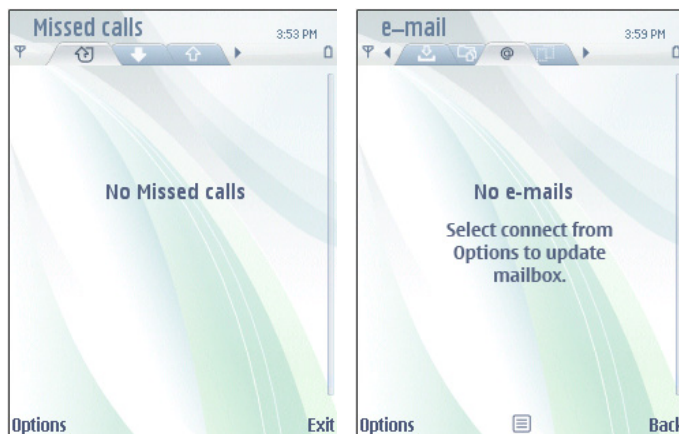 Missed calls
3:53 PM
No Missed calls
Options
Exit
e-mail
3:59 PM
@
No e-mails
Select connect from
Options to update
mailbox.
Options
Back